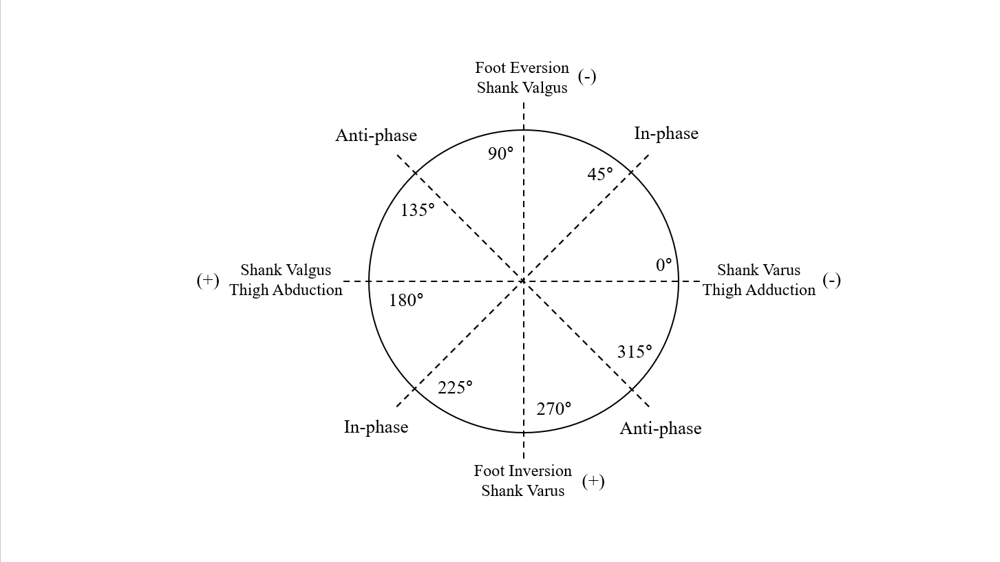 Foot Eversion
Shank Valgus
(-)
Anti-phase
In-phase
90°
45°
135°
0°
(+)
Shank Valgus
Thigh Abduction
Shank Varus
Thigh Adduction
(-)
180°
315°
225°
270°
In-phase
Anti-phase
Foot Inversion
Shank Varus
(+)